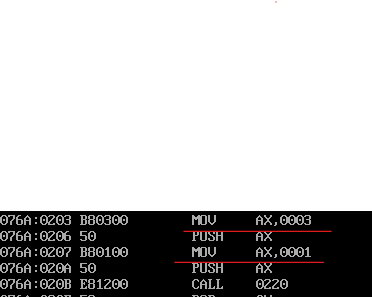 076A:0203 B80300 MOV AX,0003
076A:0206 50 PUSH AX
076A:0207 B80100 MOV AX,0001
076A:020A 50 PUSH AX
076A:020B E81200 CALL 0220